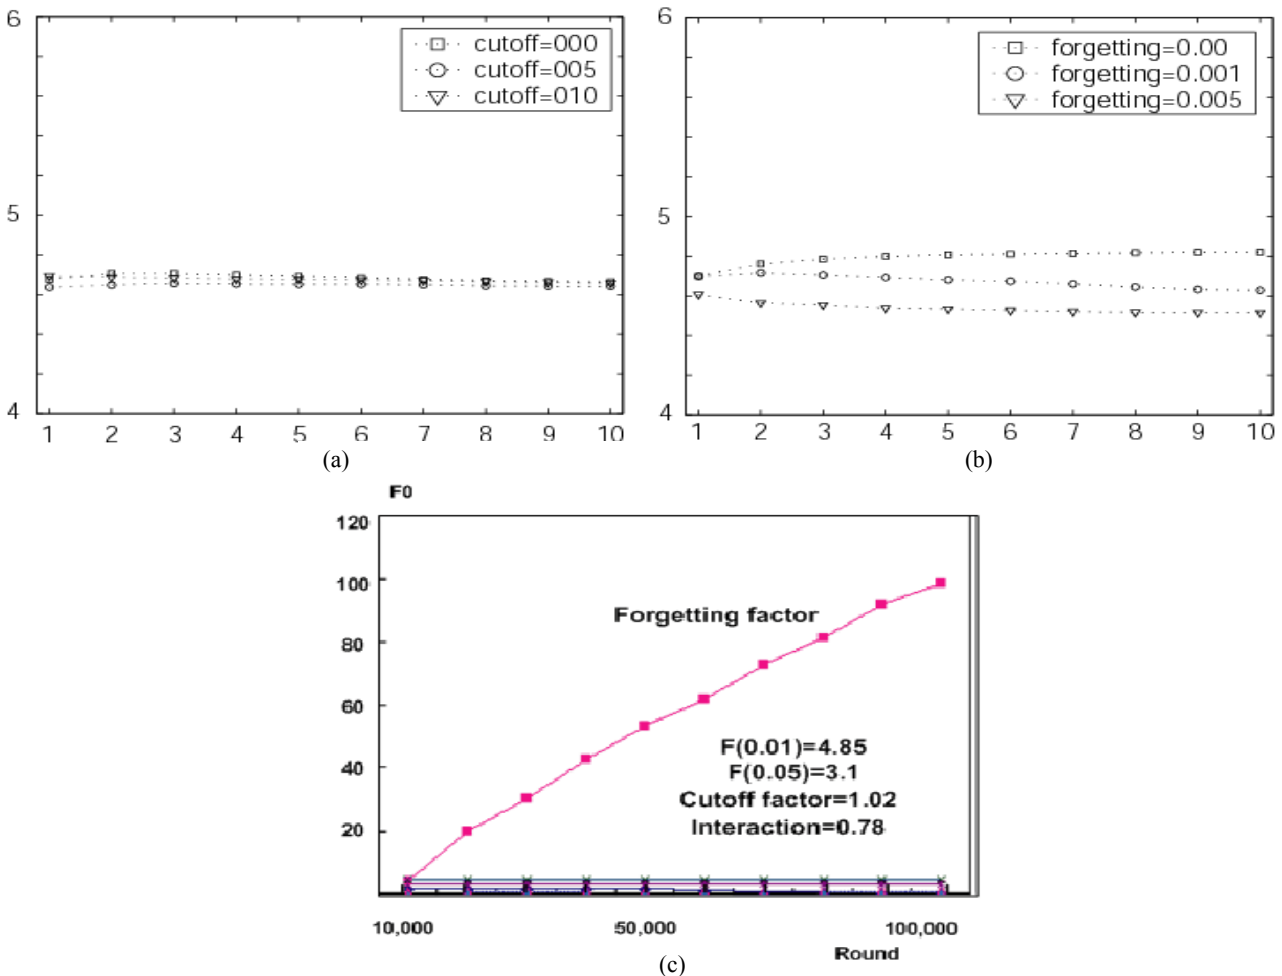 6
5
4
cutoff=000
cutoff=005
cutoff=010
1 2 3 4 5 6 7 8 9 10
(a)
6
5
4
forgetting=0.00
forgetting=0.001
forgetting=0.005
1 2 3 4 5 6 7 8 9 10
(b)
F0
120
100
80
60
40
20
Forgetting factor
F(0.01)=4.85
F(0.05)=3.1
Cutoff factor=1.02
Interaction=0.78
10,000 50,000 100,000
Round
(c)